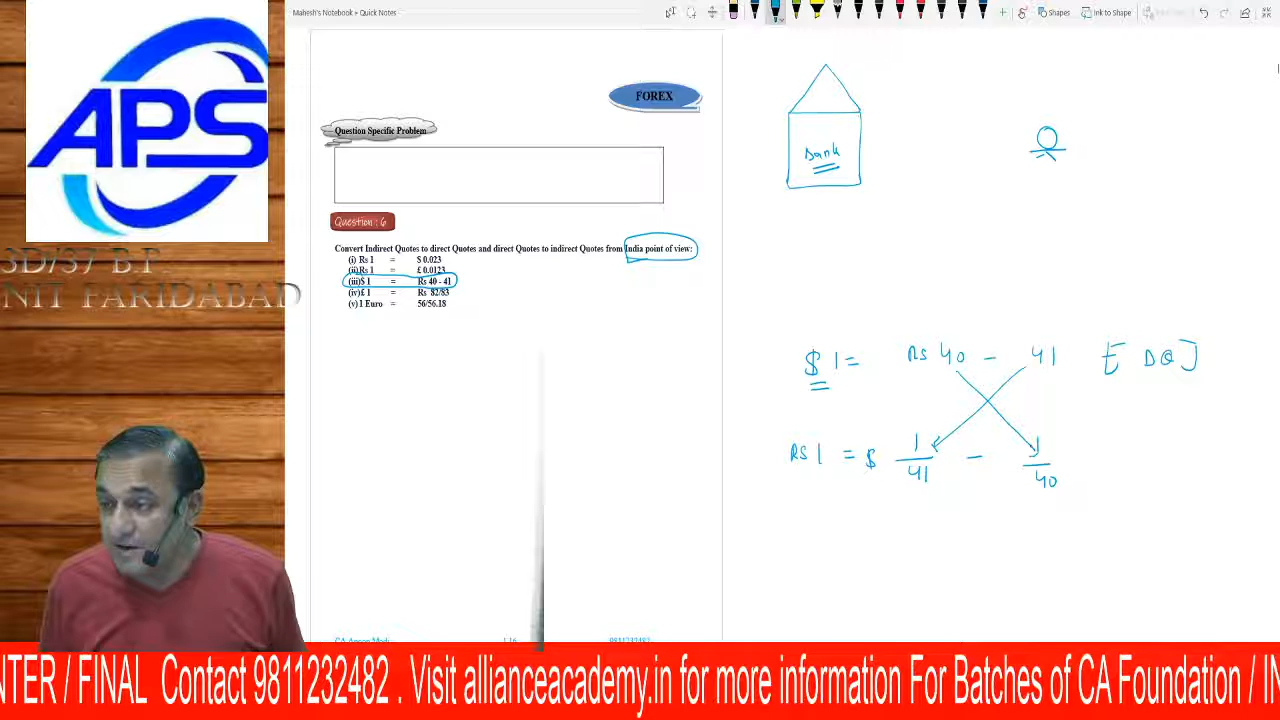 Mahesh's Notebook » Quick Notes
Shapes
Ink to Shape
APS
3D/37 B.P.
NIT FARIDABAD
FOREX
Question Specific Problem
Question : 6
Convert Indirect Quotes to direct Quotes and direct Quotes to indirect Quotes from India point of view:
(i) Rs 1 = $ 0.023
(ii)Rs 1 = £ 0.0123
(iii)$ 1 = Rs 40 - 41
(iv)£ 1 = Rs 82/83
(v) 1 Euro = 56/56.18
Bank
$ 1 = Rs 40 - 41 [ DQ ]
RS 1 = $ 1/41 - 1/40
1.16
9811232482
NTER / FINAL Contact 9811232482 . Visit allianceacademy.in for more information For Batches of CA Foundation / IN